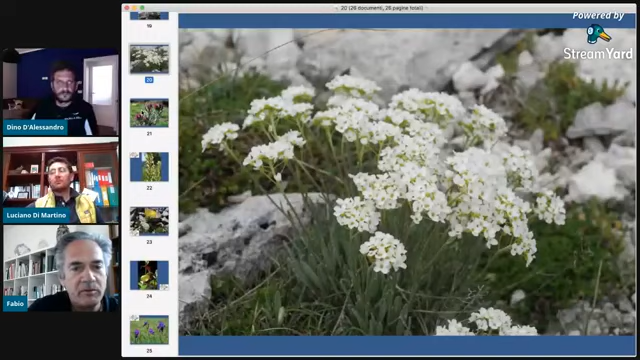 20 (26 documenti, 26 pagine totali)
Powered by
StreamYard
19
20
21
22
23
24
25
Dino D'Alessandro
Luciano Di Martino
Fabio